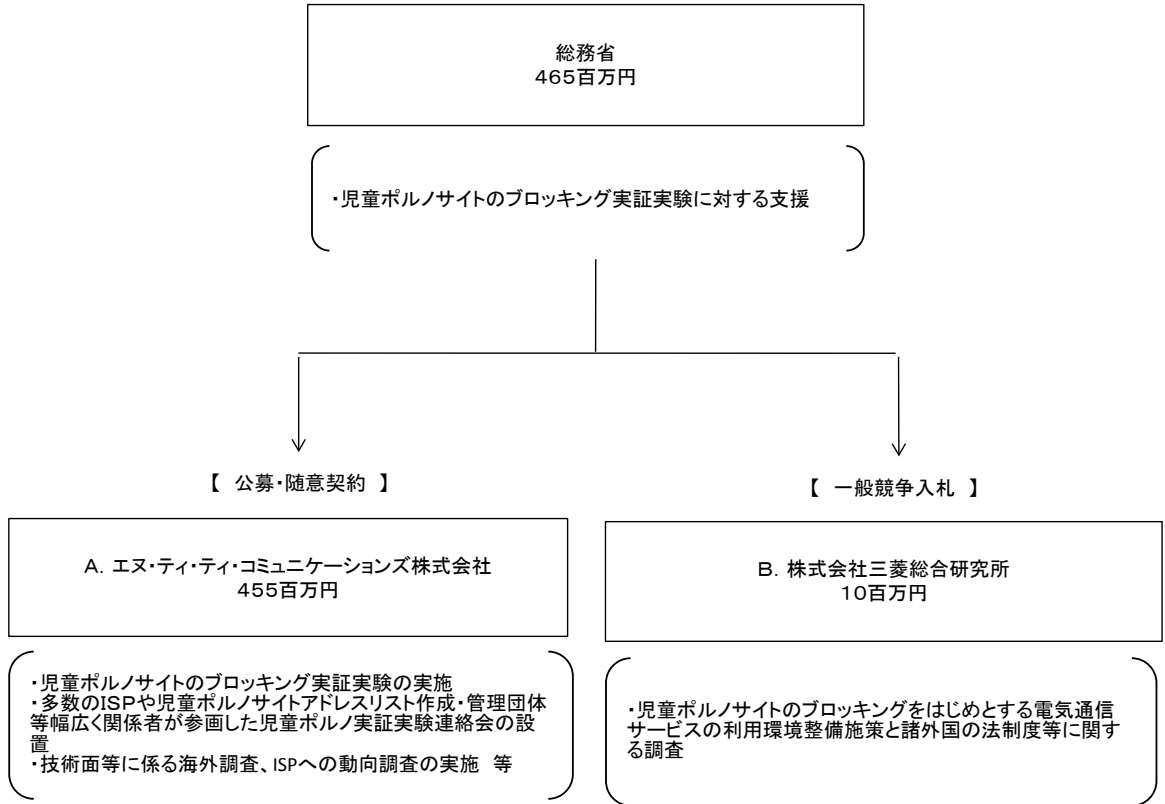 総務省
465百万円
・児童ポルノサイトのブロッキング実証実験に対する支援
【 公募・随意契約 】
【 一般競争入札 】
A. エヌ・ティ・ティ・コミュニケーションズ株式会社
455百万円
B. 株式会社三菱総合研究所
10百万円
・児童ポルノサイトのブロッキング実証実験の実施
・多数のISPや児童ポルノサイトアドレスリスト作成・管理団体
等幅広く関係者が参画した児童ポルノ実証実験連絡会の設
置
・技術面等に係る海外調査、ISPへの動向調査の実施 等
・児童ポルノサイトのブロッキングをはじめとする電気通信
サービスの利用環境整備施策と諸外国の法制度等に関す
る調査